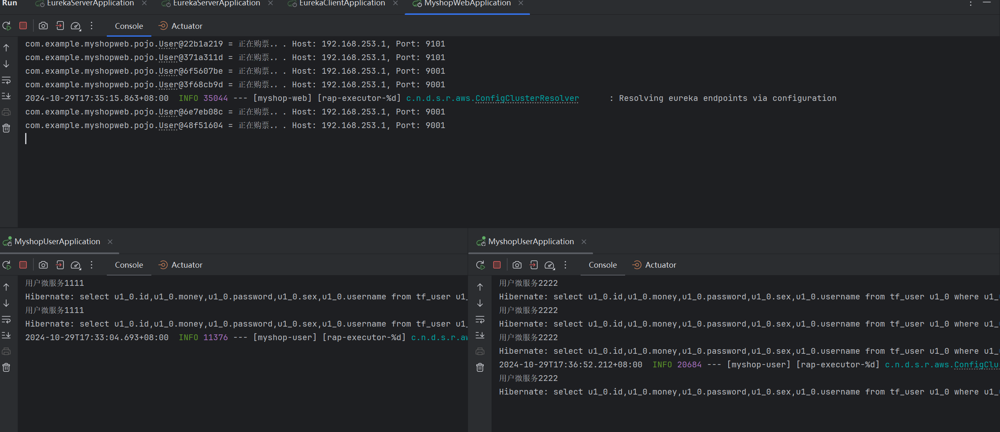 Run EurekaServerApplication EurekaServerApplication EurekaClientApplication MyshopWebApplication
Console Actuator
com.example.myshopweb.pojo.User@22b1a219 = 正在购票.，. Host: 192.168.253.1, Port: 9101
com.example.myshopweb.pojo.User@371a311d = 正在购票.，. Host: 192.168.253.1, Port: 9101
com.example.myshopweb.pojo.User@6f5607be = 正在购票.，. Host: 192.168.253.1, Port: 9001
com.example.myshopweb.pojo.User@3f68cb9d = 正在购票.，. Host: 192.168.253.1, Port: 9001
2024-10-29T17:35:15.863+08:00  INFO 35044 --- [myshop-web] [rap-executor-%d] c.n.d.s.r.aws.ConfigClusterResolver      : Resolving eureka endpoints via configuration
com.example.myshopweb.pojo.User@6e7eb08c = 正在购票.，. Host: 192.168.253.1, Port: 9001
com.example.myshopweb.pojo.User@48f51604 = 正在购票.，. Host: 192.168.253.1, Port: 9001
MyshopUserApplication
Console Actuator
用户微服务1111
Hibernate: select u1_0.id,u1_0.money,u1_0.password,u1_0.sex,u1_0.username from tf_user u1_
用户微服务1111
Hibernate: select u1_0.id,u1_0.money,u1_0.password,u1_0.sex,u1_0.username from tf_user u1_
2024-10-29T17:33:04.693+08:00  INFO 11376 --- [myshop-user] [rap-executor-%d] c.n.d.s.r.aw
MyshopUserApplication
Console Actuator
用户微服务2222
Hibernate: select u1_0.id,u1_0.money,u1_0.password,u1_0.sex,u1_0.username from tf_user u1_0 where u1_
用户微服务2222
Hibernate: select u1_0.id,u1_0.money,u1_0.password,u1_0.sex,u1_0.username from tf_user u1_0 where u1_
用户微服务2222
Hibernate: select u1_0.id,u1_0.money,u1_0.password,u1_0.sex,u1_0.username from tf_user u1_0 where u1_
2024-10-29T17:36:52.212+08:00  INFO 20684 --- [myshop-user] [rap-executor-%d] c.n.d.s.r.aws.ConfigClu
用户微服务2222
Hibernate: select u1_0.id,u1_0.money,u1_0.password,u1_0.sex,u1_0.username from tf_user u1_0 where u1_